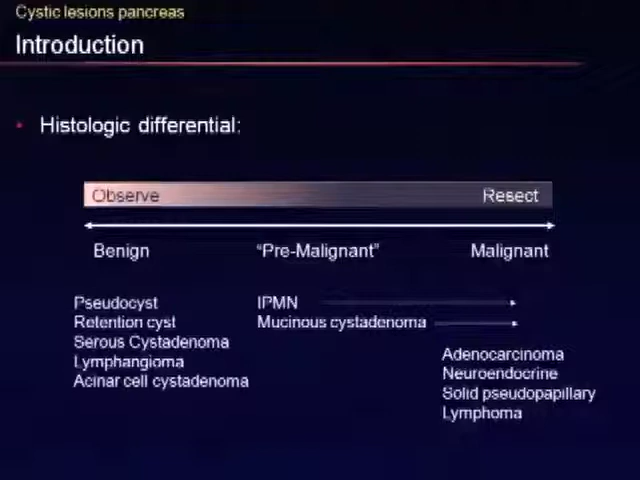 Cystic lesions pancreas
Introduction
• Histologic differential:
Observe Resect
Benign "Pre-Malignant" Malignant
Pseudocyst IPMN
Retention cyst Mucinous cystadenoma
Serous Cystadenoma
Lymphangioma
Acinar cell cystadenoma
Adenocarcinoma
Neuroendocrine
Solid pseudopapillary
Lymphoma